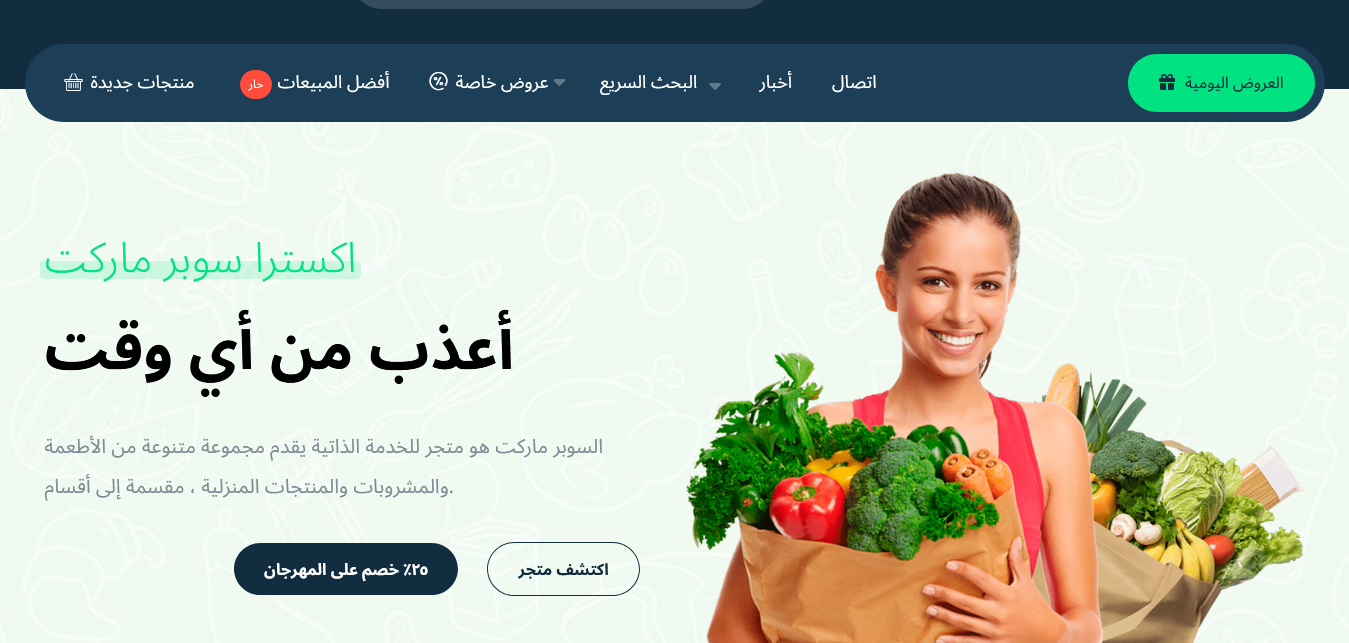 منتجات جديدة
أفضل المبيعات
حار
عروض خاصة
البحث السريع
أخبار
اتصال
العروض اليومية
اكسترا سوبر ماركت
أعذب من أي وقت
السوبر ماركت هو متجر للخدمة الذاتية يقدم مجموعة متنوعة من الأطعمة
والمشروبات والمنتجات المنزلية ، مقسمة إلى أقسام.
٢٥٪ خصم على المهرجان
اكتشف متجر